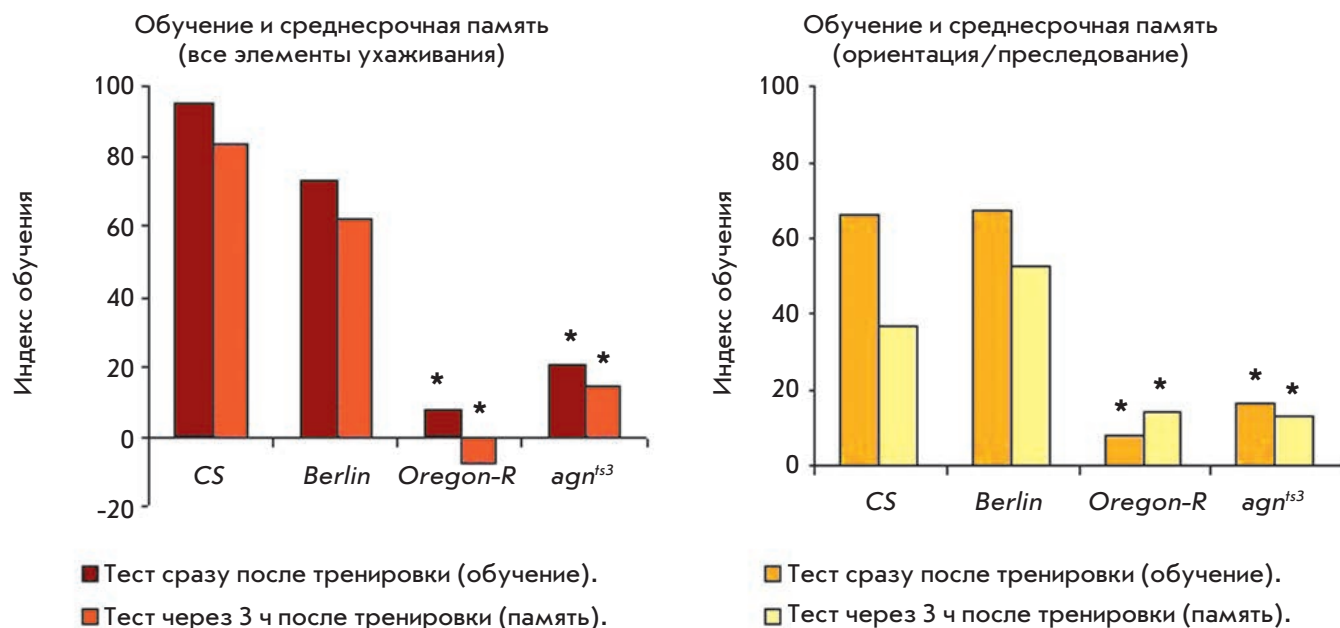 Обучение и среднесрочная память
(все элементы ухаживания)
Индекс обучения
100
80
60
40
20
0
-20
*
*
*
*
CS
Berlin
Oregon-R
agnᵗˢ³
Тест сразу после тренировки (обучение).
Тест через 3 ч после тренировки (память).
Обучение и среднесрочная память
(ориентация/преследование)
Индекс обучения
100
80
60
40
20
0
*
*
*
*
CS
Berlin
Oregon-R
agnᵗˢ³
Тест сразу после тренировки (обучение).
Тест через 3 ч после тренировки (память).